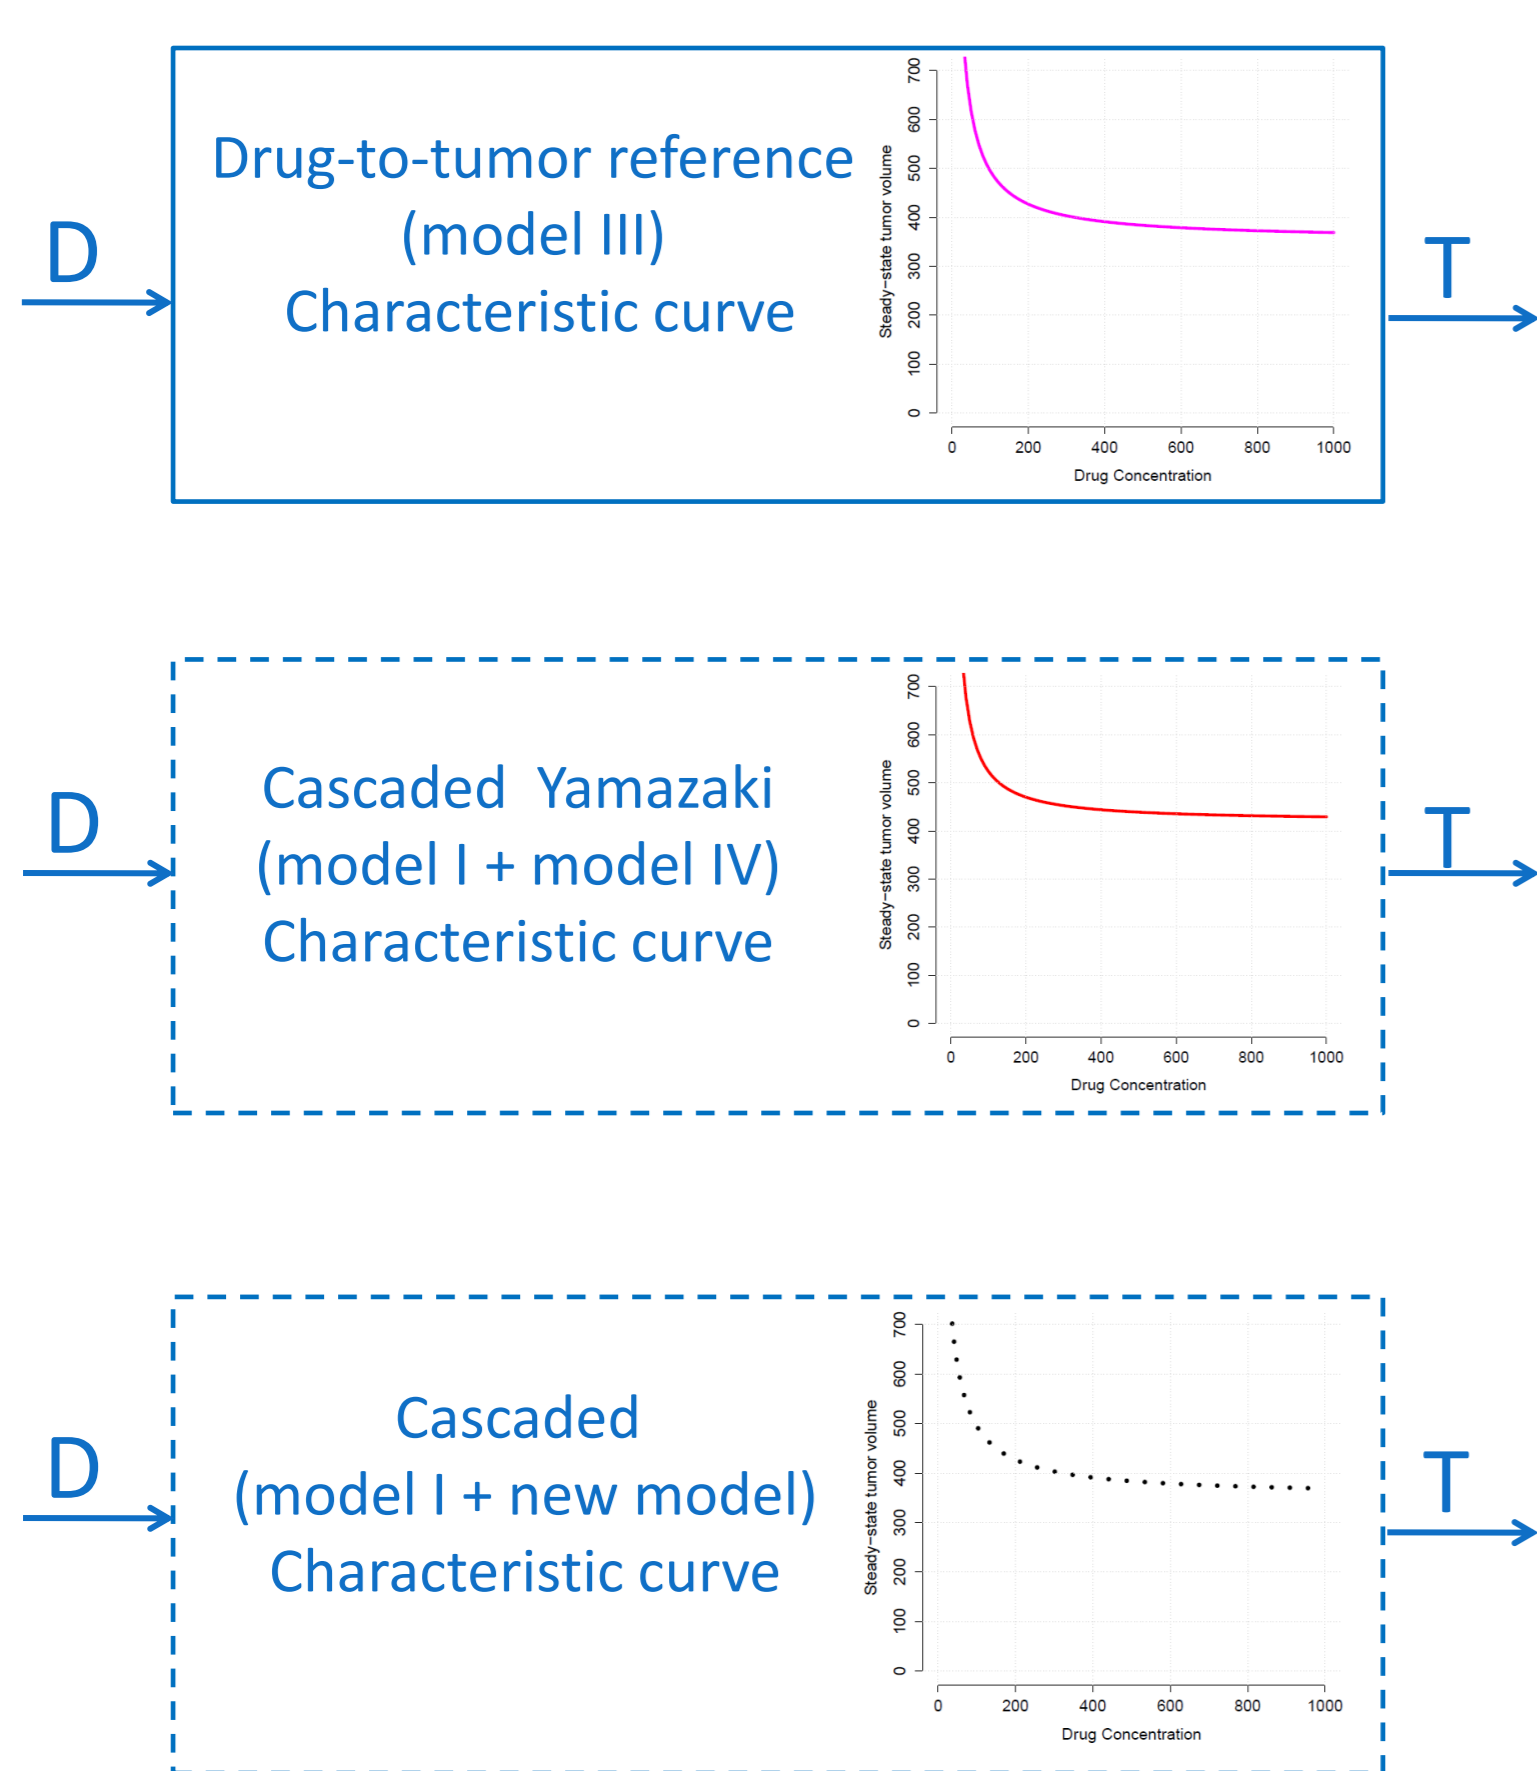 D
Drug-to-tumor reference
(model III)
Characteristic curve
Steady−state tumor volume
700
600
500
400
300
200
100
0
0 200 400 600 800 1000
Drug Concentration
T
D
Cascaded Yamazaki
(model I + model IV)
Characteristic curve
Steady−state tumor volume
700
600
500
400
300
200
100
0
0 200 400 600 800 1000
Drug Concentration
T
D
Cascaded
(model I + new model)
Characteristic curve
Steady−state tumor volume
700
600
500
400
300
200
100
0
0 200 400 600 800 1000
Drug Concentration
T